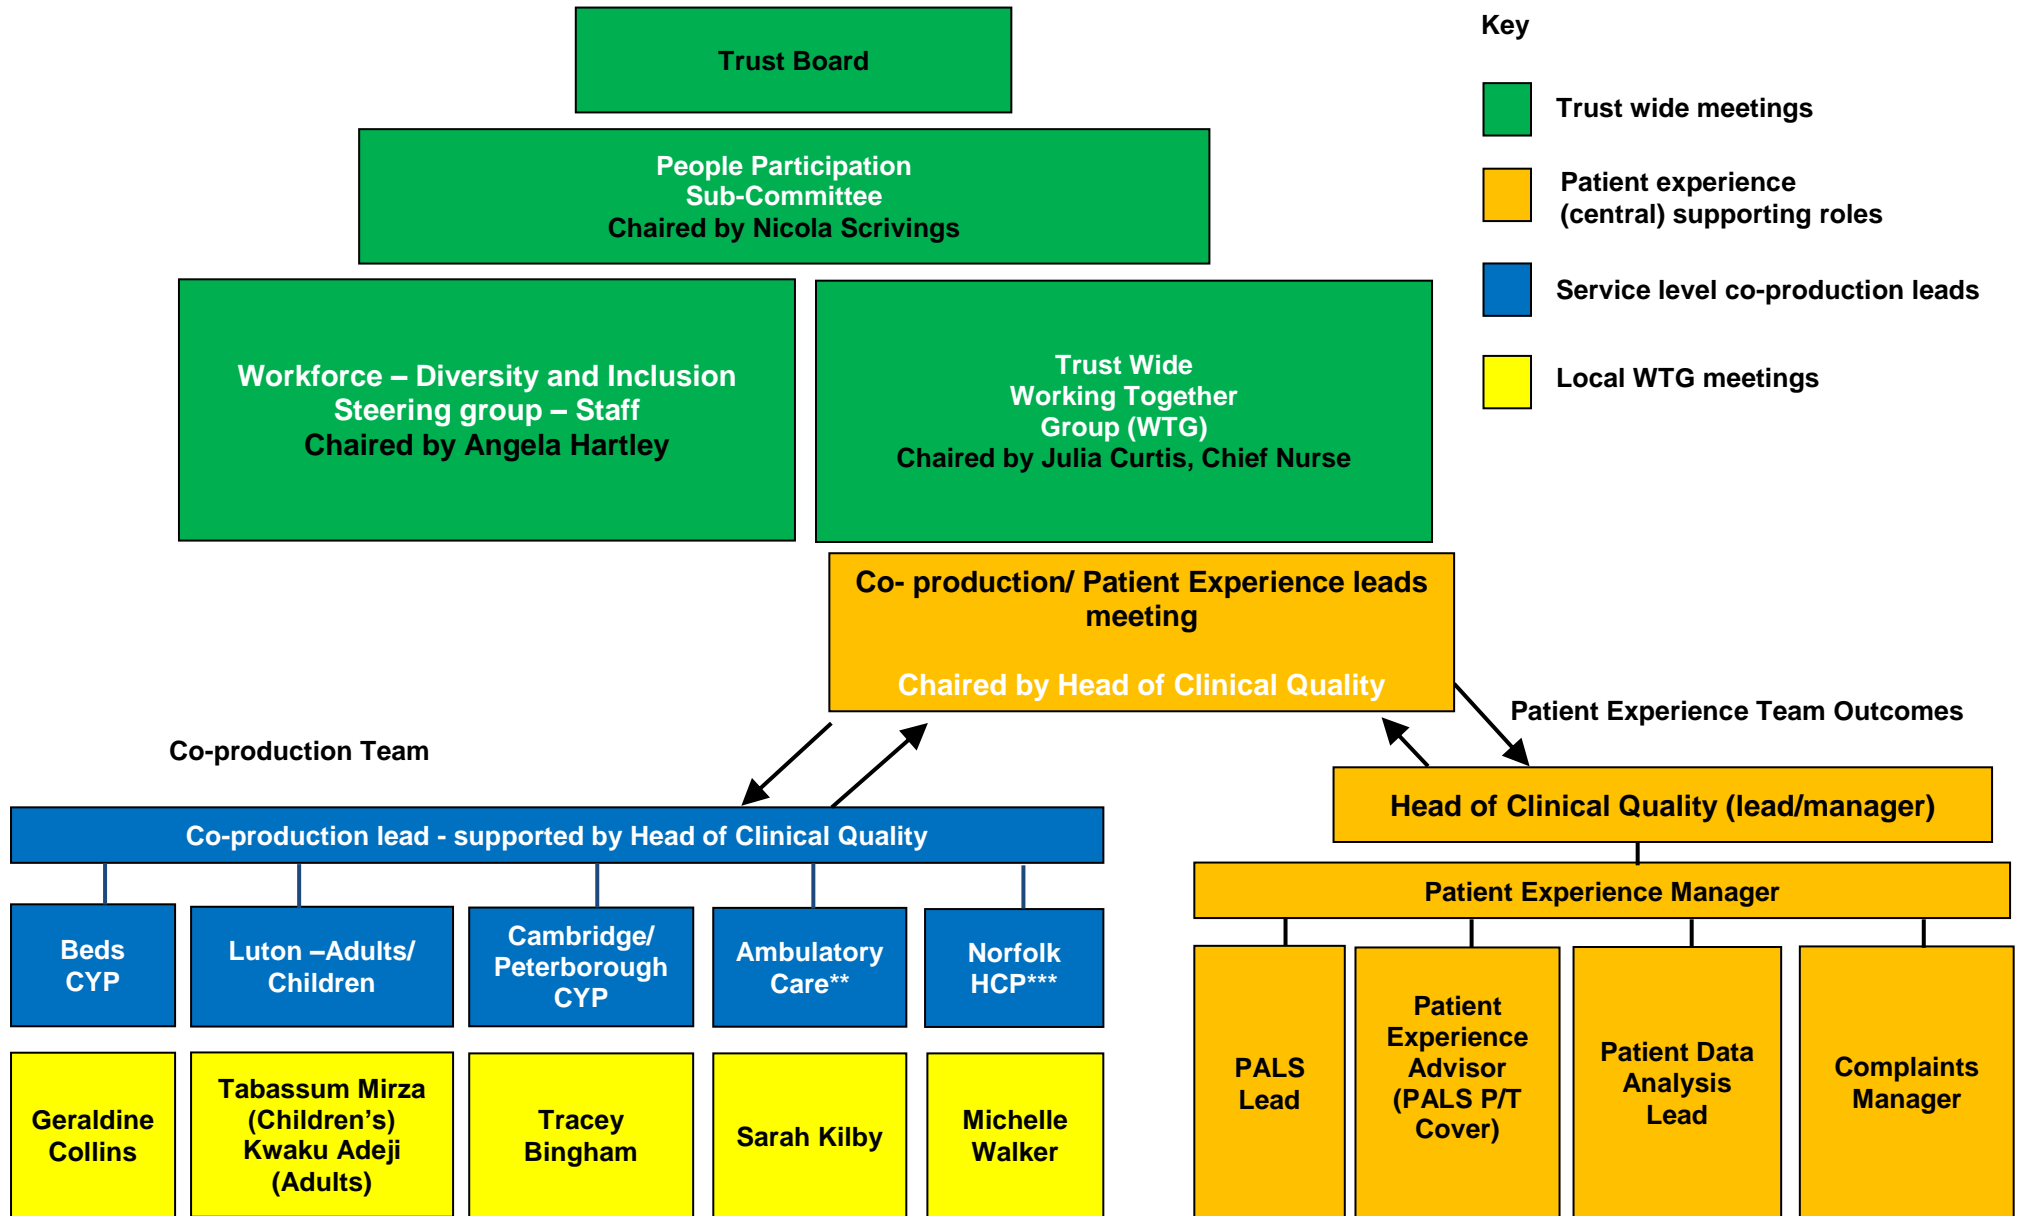 Trust Board
People Participation
Sub-Committee
Chaired by Nicola Scrivings
Workforce – Diversity and Inclusion
Steering group – Staff
Chaired by Angela Hartley
Trust Wide
Working Together
Group (WTG)
Chaired by Julia Curtis, Chief Nurse
Key
Trust wide meetings
Patient experience
(central) supporting roles
Service level co-production leads
Local WTG meetings
Co- production/ Patient Experience leads
meeting
Chaired by Head of Clinical Quality
Co-production Team
Patient Experience Team Outcomes
Co-production lead - supported by Head of Clinical Quality
Beds
CYP
Luton –Adults/
Children
Cambridge/
Peterborough
CYP
Ambulatory
Care**
Norfolk
HCP***
Geraldine
Collins
Tabassum Mirza
(Children’s)
Kwaku Adeji
(Adults)
Tracey
Bingham
Sarah Kilby
Michelle
Walker
Head of Clinical Quality (lead/manager)
Patient Experience Manager
PALS
Lead
Patient
Experience
Advisor
(PALS P/T
Cover)
Patient Data
Analysis
Lead
Complaints
Manager